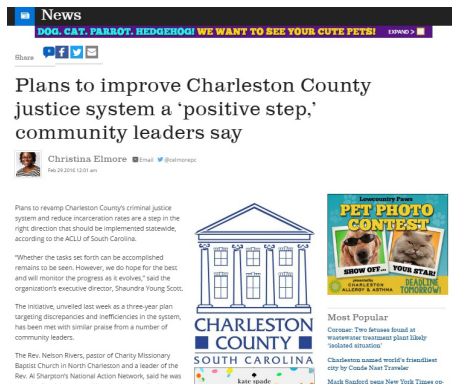 News
DOG. CAT. PARROT. HEDGEHOG! WE WANT TO SEE YOUR CUTE PETS! EXPAND >
Share
Plans to improve Charleston County
justice system a ‘positive step,’
community leaders say
Christina Elmore Email @celmorepc
Feb 29 2016 12:01 am
Plans to revamp Charleston County’s criminal justice
system and reduce incarceration rates are a step in the
right direction that should be implemented statewide,
according to the ACLU of South Carolina.
“Whether the tasks set forth can be accomplished
remains to be seen. However, we do hope for the best
and will monitor the progress as it evolves,” said the
organization’s executive director, Shaundra Young Scott.
The initiative, unveiled last week as a three-year plan
targeting discrepancies and inefficiencies in the system,
has been met with similar praise from a number of
community leaders.
The Rev. Nelson Rivers, pastor of Charity Missionary
Baptist Church in North Charleston and a leader of the
Rev. Al Sharpton’s National Action Network, said he was
CHARLESTON
COUNTY
SOUTH CAROLINA
kate spade
Lowcountry Paws
PET PHOTO
CONTEST
SHOW OFF... YOUR STAR!
presented by
CHARLESTON
ALLERGY & ASTHMA
DEADLINE
TOMORROW!
Most Popular
Coroner: Two fetuses found at
wastewater treatment plant likely
‘isolated situation’
Charleston named world’s friendliest
city by Conde Nast Traveler
Mark Sanford pens New York Times op-